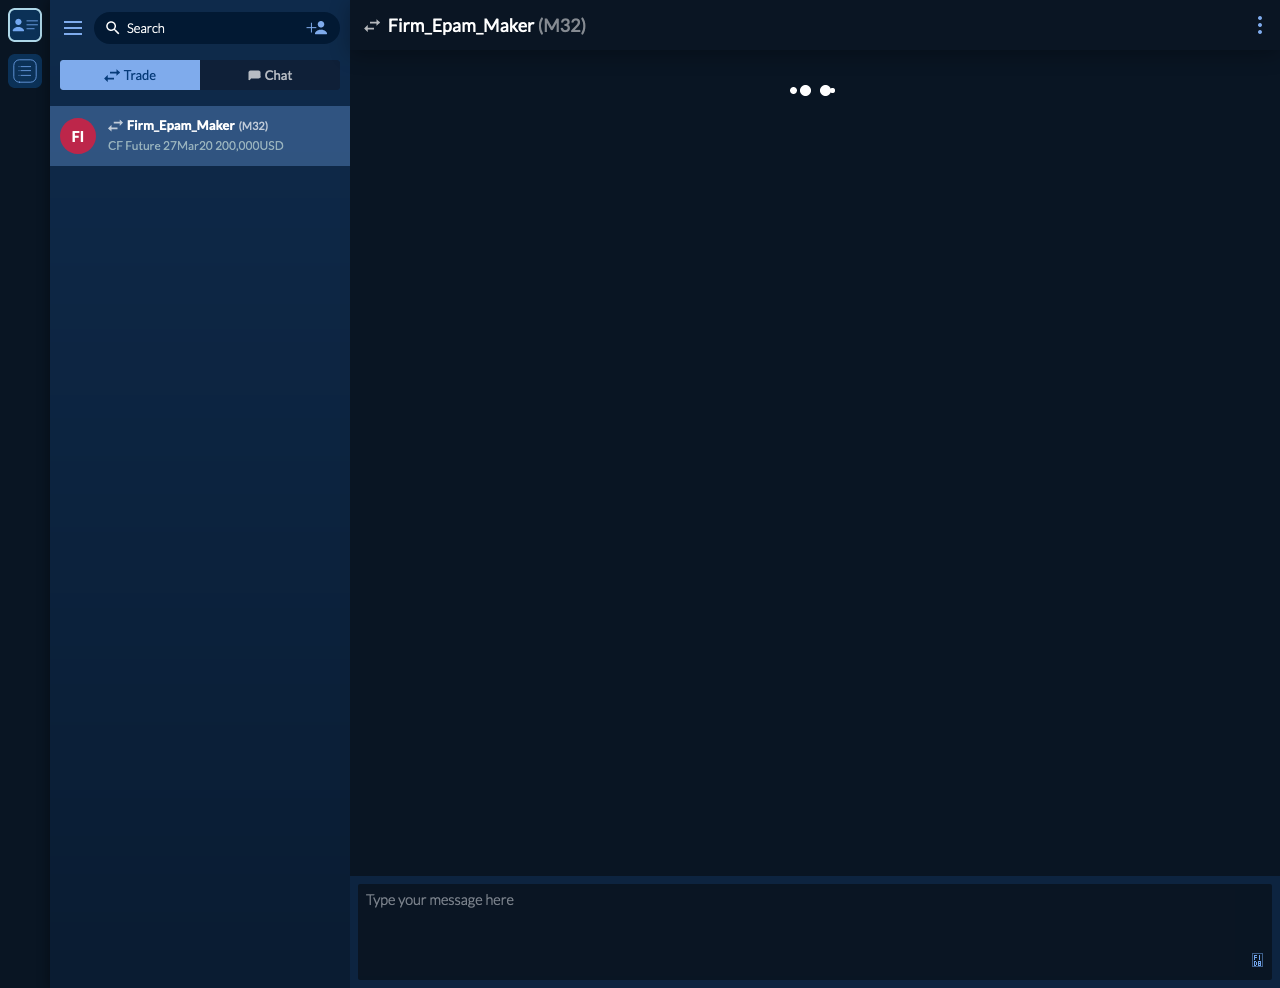 Search
Trade
Chat
FI
Firm_Epam_Maker (M32)
CF Future 27Mar20 200,000USD
Firm_Epam_Maker (M32)
Type your message here